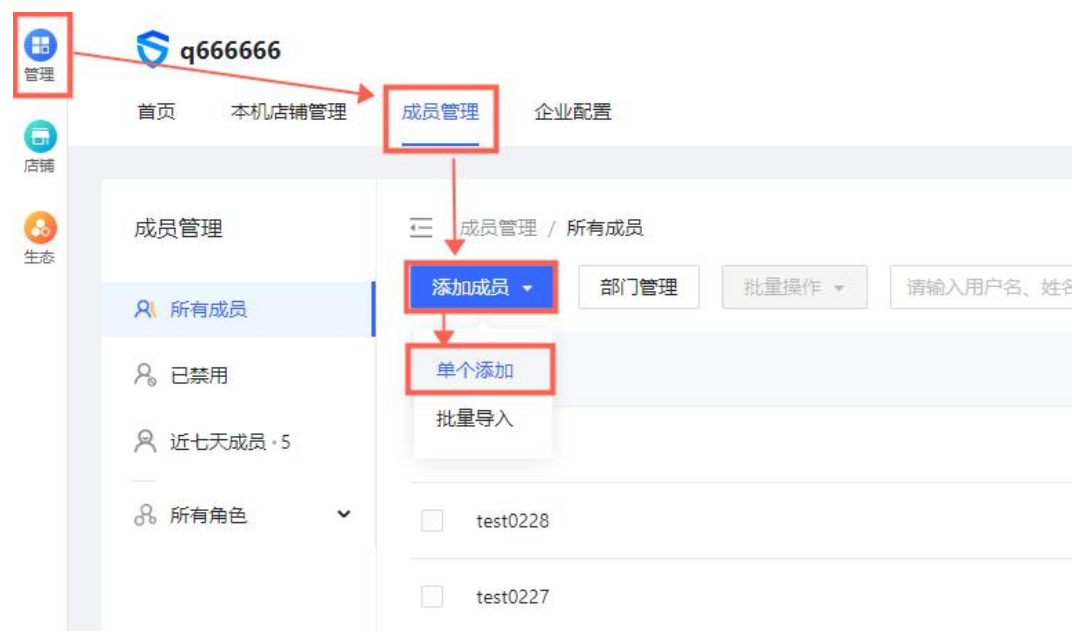 管理
店铺
生态
q666666
首页 本机店铺管理 成员管理 企业配置
成员管理
所有成员
已禁用
近七天成员·5
所有角色
成员管理 / 所有成员
添加成员 部门管理 批量操作 请输入用户名、姓名
单个添加
批量导入
test0228
test0227